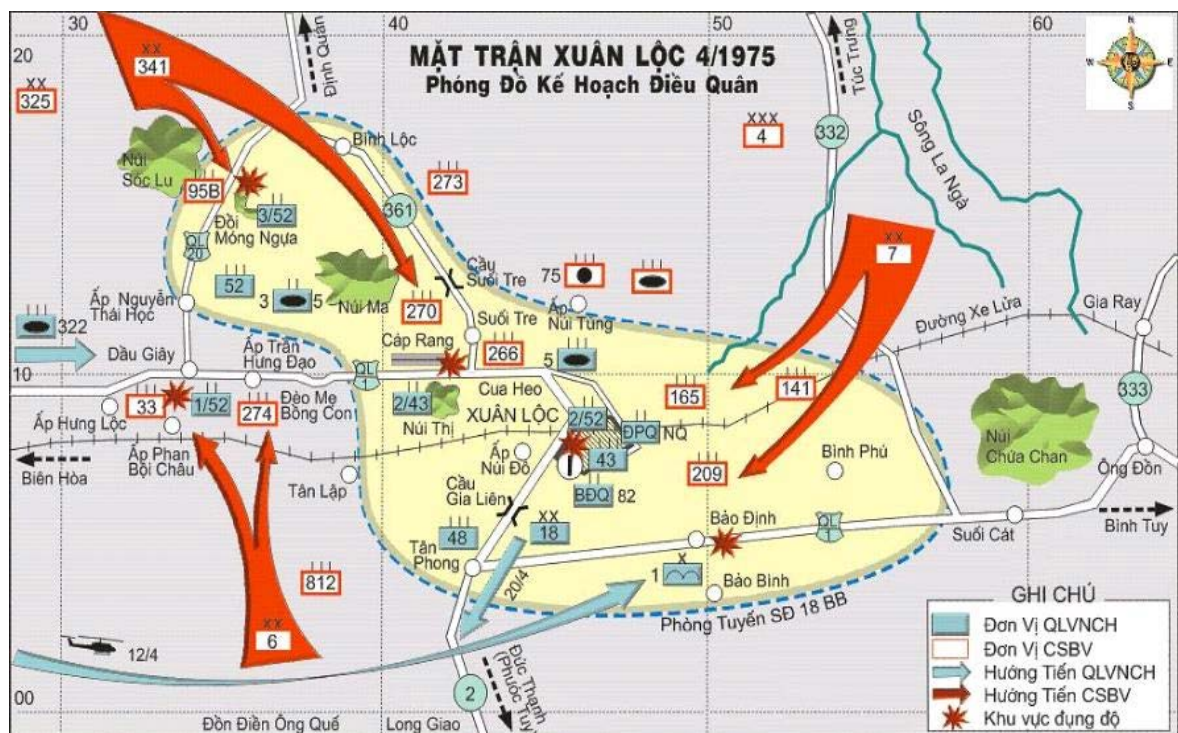 30
40
50
60
20
10
00
MẶT TRẬN XUÂN LỘC 4/1975
Phóng Đồ Kế Hoạch Điều Quân
N
W
E
S
XX
341
XX
325
Định Quán
Túc Trưng
XXX
4
332
Sông La Ngà
Núi
Sóc Lu
Bình Lộc
95B
273
3/52
Đồi
Móng Ngựa
361
QL
20
XX
7
Cầu
Suối Tre
52
3
5
Núi Ma
270
75
Ấp
Núi Tùng
Ấp Nguyễn
Thái Học
322
Suối Tre
Gia Ray
Đường Xe Lửa
Dầu Giây
Ấp Trần
Hưng Đạo
Cáp Rang
266
5
QL
1
Cua Heo
165
141
333
33
1/52
274
Đèo Mẹ
Bồng Con
2/43
Núi Thị
XUÂN LỘC
2/52
ĐPQ
NQ
Ấp Hưng Lộc
Ấp Phan
Bội Châu
Biên Hòa
Tân Lập
Ấp
Núi Đỏ
43
209
Bình Phú
Núi
Chứa Chan
Ông Đồn
Cầu
Gia Liên
BĐQ
82
48
XX
18
Bảo Định
QL
1
Suối Cát
Bình Tuy
Tân
Phong
20/4
X
1
Bảo Bình
812
Phòng Tuyến SĐ 18 BB
XX
6
12/4
2
Đức Thạnh
(Phước Tuy)
Đồn Điền Ông Quế
Long Giao
GHI CHÚ
Đơn Vị QLVNCH
Đơn Vị CSBV
Hướng Tiến QLVNCH
Hướng Tiến CSBV
Khu vực đụng độ